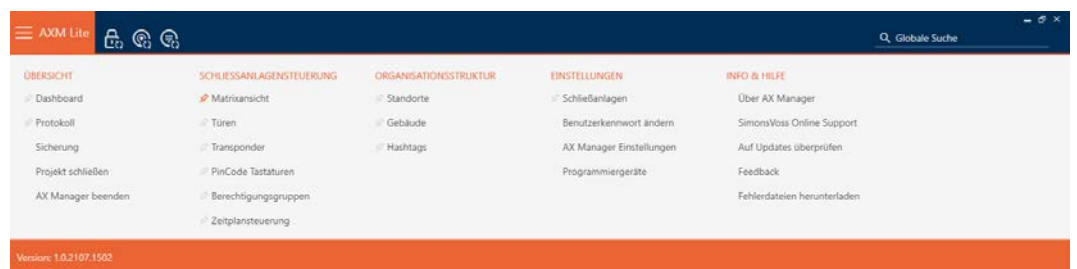 AXM Lite
Globale Suche
ÜBERSICHT
Dashboard
Protokoll
Sicherung
Projekt schließen
AX Manager beenden
SCHLIESSANLAGENSTEUERUNG
Matrixansicht
Türen
Transponder
PinCode Tastaturen
Berechtigungsgruppen
Zeitplansteuerung
ORGANISATIONSSTRUKTUR
Standorte
Gebäude
Hashtags
EINSTELLUNGEN
Schließanlagen
Benutzerkennwort ändern
AX Manager Einstellungen
Programmiergeräte
INFO & HILFE
Über AX Manager
SimonsVoss Online Support
Auf Updates überprüfen
Feedback
Fehlerdateien herunterladen
Version: 1.0.2107.1502